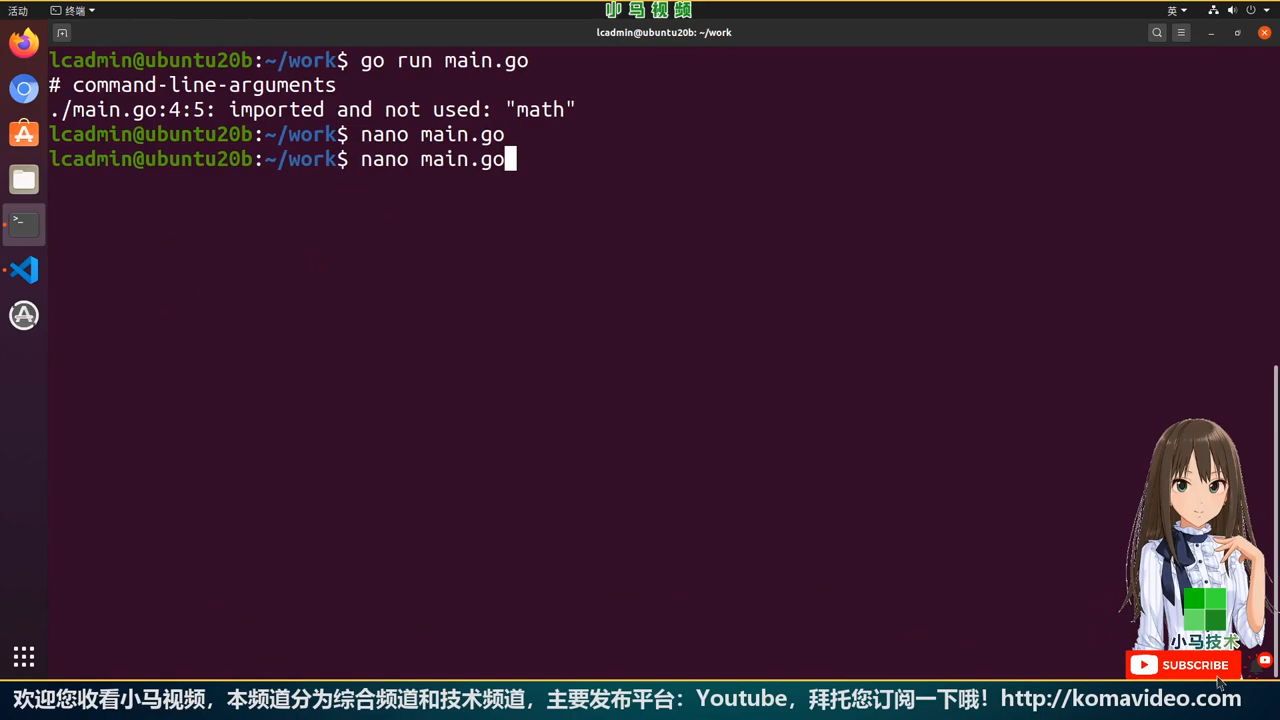 活动
终端
小马视频
英
lcadmin@ubuntu20b: ~/work
lcadmin@ubuntu20b:~/work$ go run main.go
# command-line-arguments
./main.go:4:5: imported and not used: "math"
lcadmin@ubuntu20b:~/work$ nano main.go
lcadmin@ubuntu20b:~/work$ nano main.go
小马技术
SUBSCRIBE
欢迎您收看小马视频，本频道分为综合频道和技术频道，主要发布平台：Youtube，拜托您订阅一下哦！http://komavideo.com